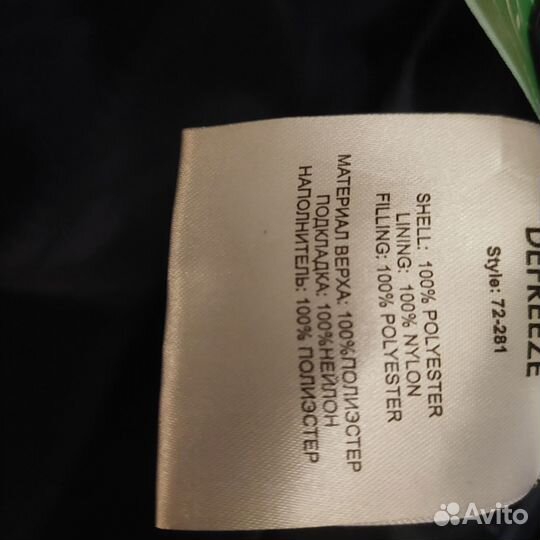 DEFREEZE
Style: 72-281
SHELL: 100% POLYESTER
LINING: 100% NYLON
FILLING: 100% POLYESTER
МАТЕРИАЛ ВЕРХА: 100%ПОЛИЭСТЕР
ПОДКЛАДКА: 100%НЕЙЛОН
НАПОЛНИТЕЛЬ: 100% ПОЛИЭСТЕР
Avito